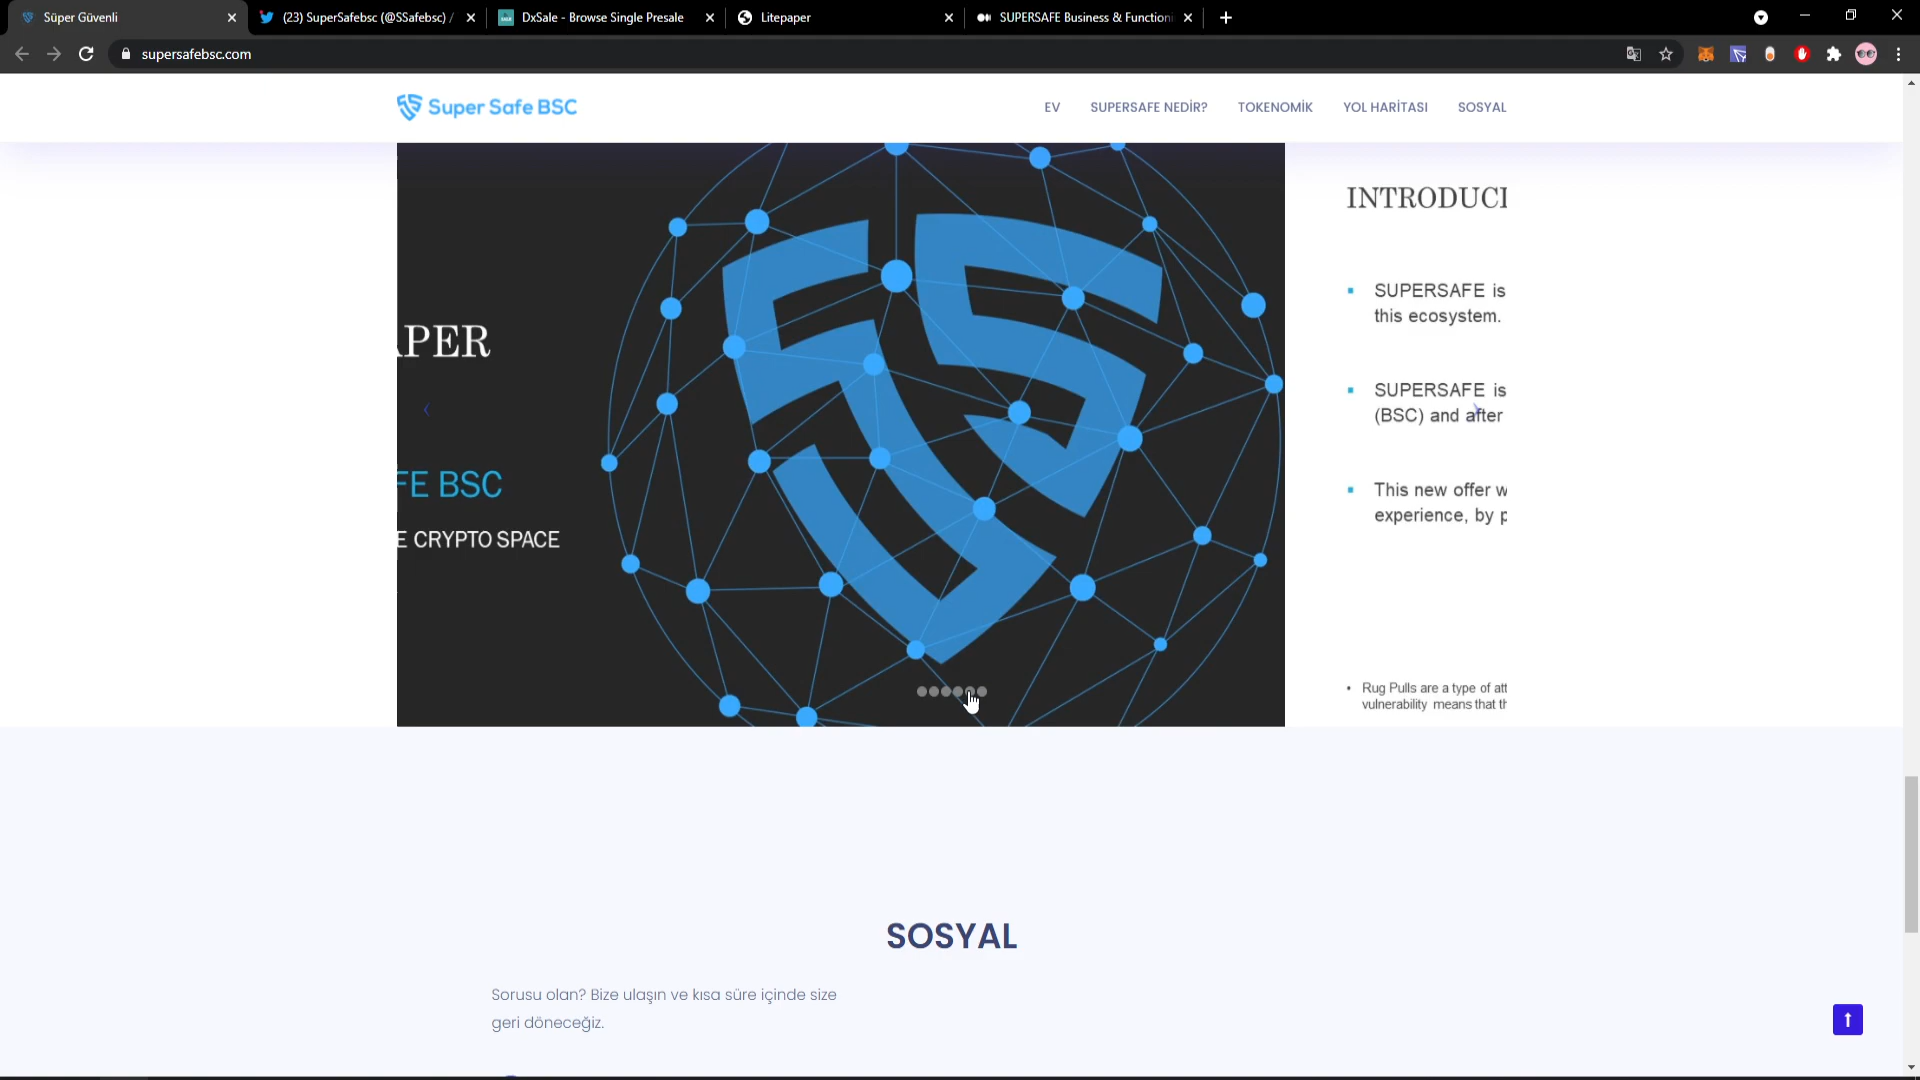 Süper Güvenli
(23) SuperSafebsc (@SSafebsc) /
DxSale - Browse Single Presale
Litepaper
SUPERSAFE Business & Function
supersafebsc.com
Super Safe BSC
EV
SUPERSAFE NEDİR?
TOKENOMİK
YOL HARİTASI
SOSYAL
APER
FE BSC
E CRYPTO SPACE
INTRODUCI
SUPERSAFE is
this ecosystem.
SUPERSAFE is
(BSC) and after
This new offer w
experience, by p
• Rug Pulls are a type of att
vulnerability means that th
SOSYAL
Sorusu olan? Bize ulaşın ve kısa süre içinde size
geri döneceğiz.